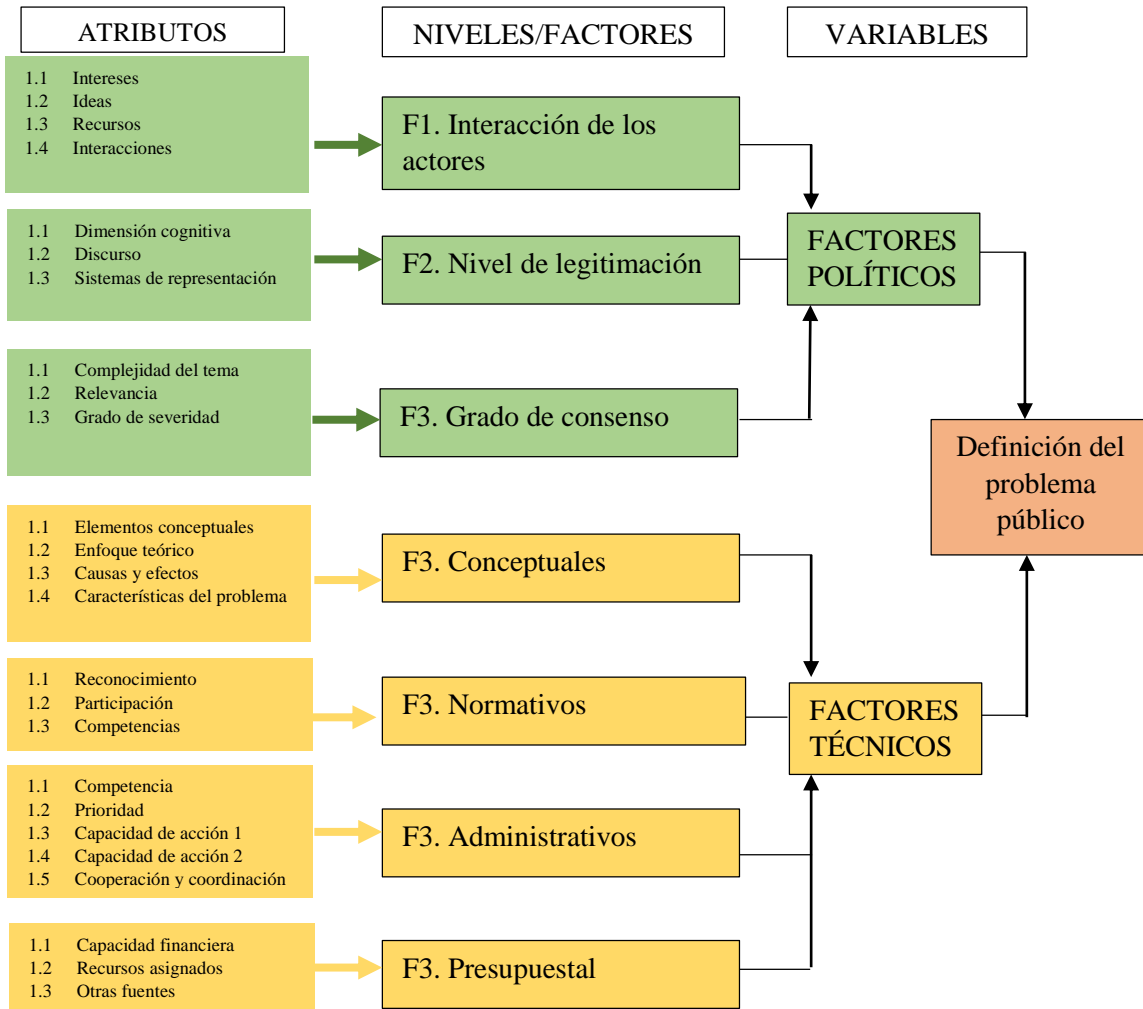 ATRIBUTOS
NIVELES/FACTORES
VARIABLES
1.1 Intereses
1.2 Ideas
1.3 Recursos
1.4 Interacciones
F1. Interacción de los
actores
1.1 Dimensión cognitiva
1.2 Discurso
1.3 Sistemas de representación
F2. Nivel de legitimación
FACTORES
POLÍTICOS
1.1 Complejidad del tema
1.2 Relevancia
1.3 Grado de severidad
F3. Grado de consenso
Definición del
problema
público
1.1 Elementos conceptuales
1.2 Enfoque teórico
1.3 Causas y efectos
1.4 Características del problema
F3. Conceptuales
1.1 Reconocimiento
1.2 Participación
1.3 Competencias
F3. Normativos
FACTORES
TÉCNICOS
1.1 Competencia
1.2 Prioridad
1.3 Capacidad de acción 1
1.4 Capacidad de acción 2
1.5 Cooperación y coordinación
F3. Administrativos
1.1 Capacidad financiera
1.2 Recursos asignados
1.3 Otras fuentes
F3. Presupuestal